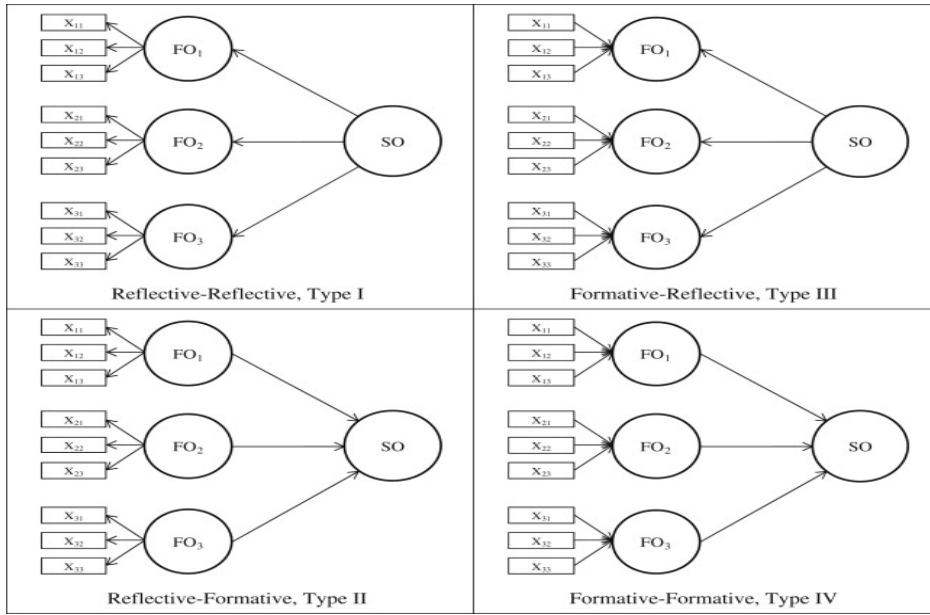 X₁₁
X₁₂
X₁₃
FO₁
X₂₁
X₂₂
X₂₃
FO₂
SO
X₃₁
X₃₂
X₃₃
FO₃
Reflective-Reflective, Type I
X₁₁
X₁₂
X₁₃
FO₁
X₂₁
X₂₂
X₂₃
FO₂
SO
X₃₁
X₃₂
X₃₃
FO₃
Formative-Reflective, Type III
X₁₁
X₁₂
X₁₃
FO₁
X₂₁
X₂₂
X₂₃
FO₂
SO
X₃₁
X₃₂
X₃₃
FO₃
Reflective-Formative, Type II
X₁₁
X₁₂
X₁₃
FO₁
X₂₁
X₂₂
X₂₃
FO₂
SO
X₃₁
X₃₂
X₃₃
FO₃
Formative-Formative, Type IV